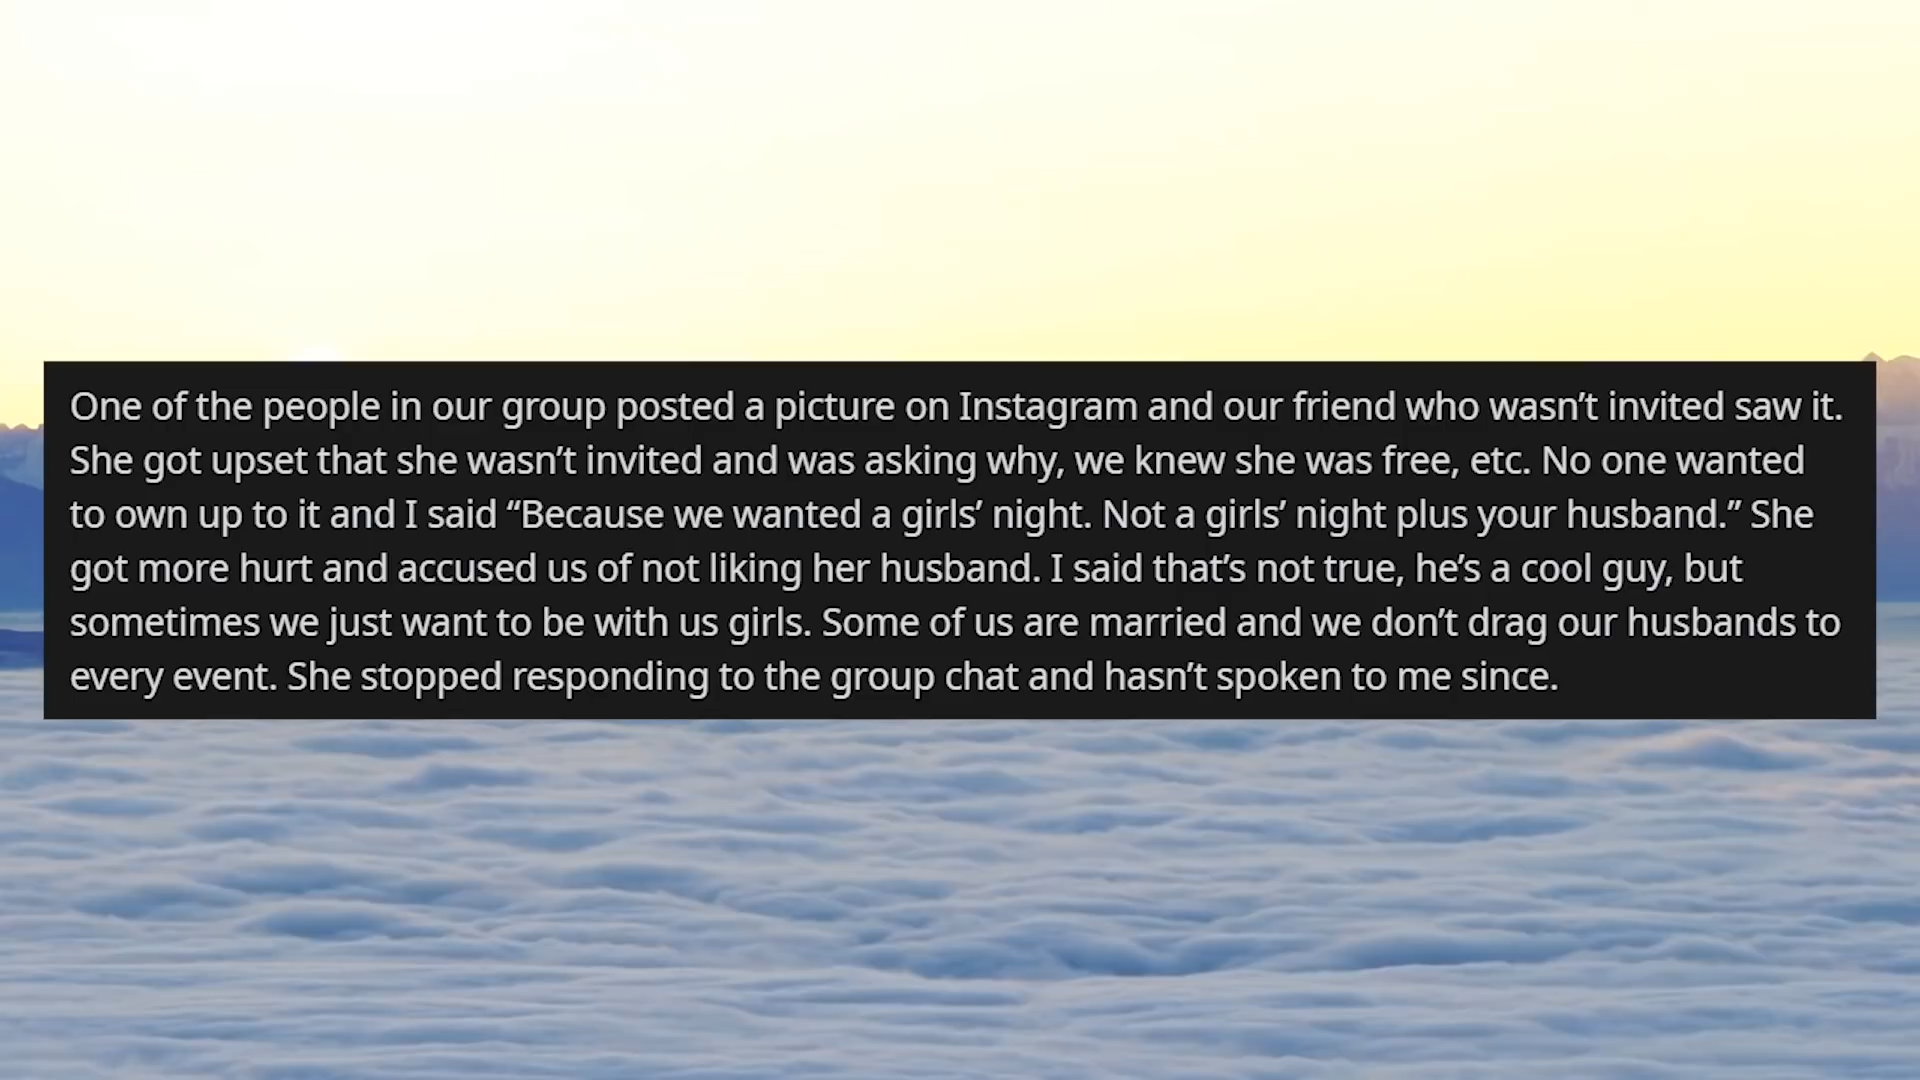 One of the people in our group posted a picture on Instagram and our friend who wasn’t invited saw it.
She got upset that she wasn’t invited and was asking why, we knew she was free, etc. No one wanted
to own up to it and I said “Because we wanted a girls’ night. Not a girls’ night plus your husband.” She
got more hurt and accused us of not liking her husband. I said that’s not true, he’s a cool guy, but
sometimes we just want to be with us girls. Some of us are married and we don’t drag our husbands to
every event. She stopped responding to the group chat and hasn’t spoken to me since.